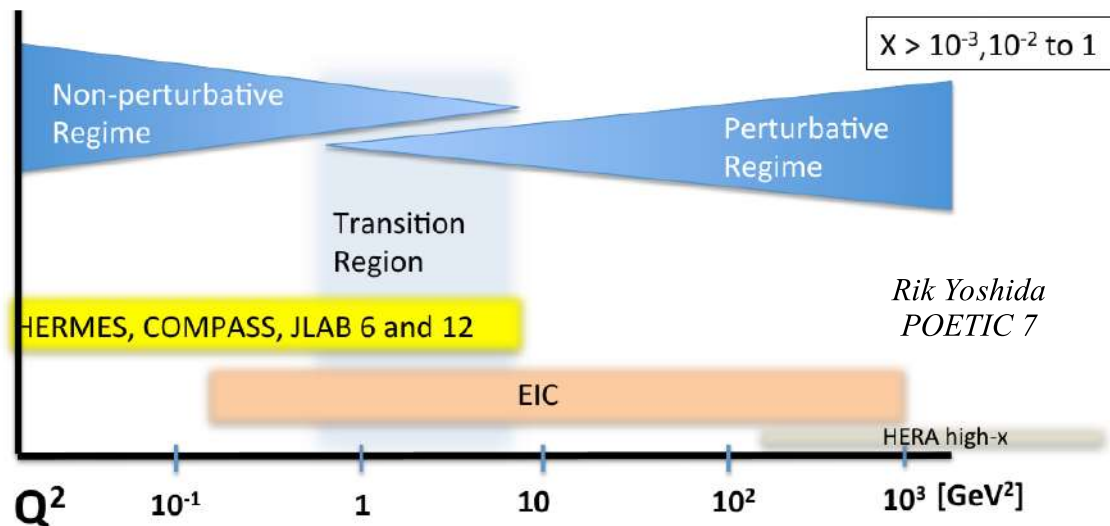 X > 10⁻³,10⁻² to 1
Non-perturbative
Regime
Perturbative
Regime
Transition
Region
Rik Yoshida
POETIC 7
HERMES, COMPASS, JLAB 6 and 12
EIC
HERA high-x
Q² 10⁻¹ 1 10 10² 10³ [GeV²]